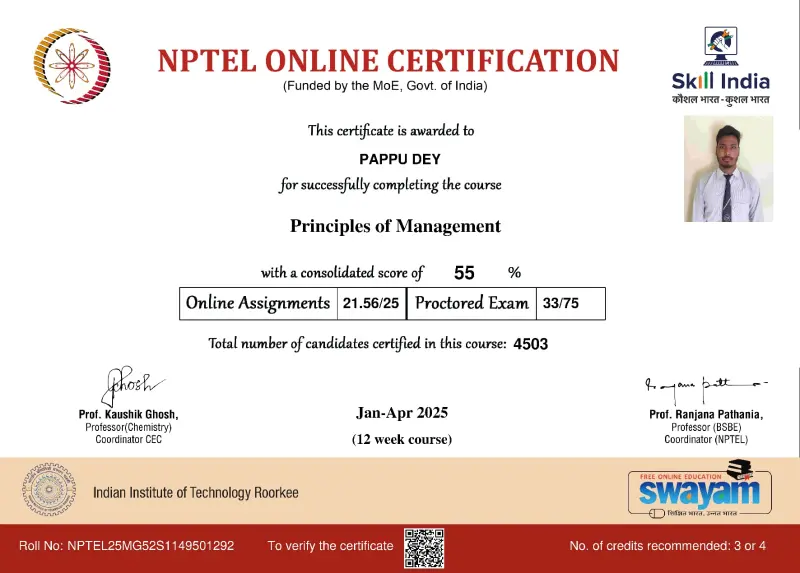 NPTEL ONLINE CERTIFICATION
(Funded by the MoE, Govt. of India)
Skill India
कौशल भारत - कुशल भारत
This certificate is awarded to
PAPPU DEY
for successfully completing the course
Principles of Management
with a consolidated score of 55 %
Online Assignments 21.56/25 Proctored Exam 33/75
Total number of candidates certified in this course: 4503
Prof. Kaushik Ghosh,
Professor(Chemistry)
Coordinator CEC
Jan-Apr 2025
(12 week course)
Prof. Ranjana Pathania,
Professor (BSBE)
Coordinator (NPTEL)
Indian Institute of Technology Roorkee
FREE ONLINE EDUCATION
swayam
शिक्षित भारत, उन्नत भारत
Roll No: NPTEL25MG52S1149501292 To verify the certificate No. of credits recommended: 3 or 4